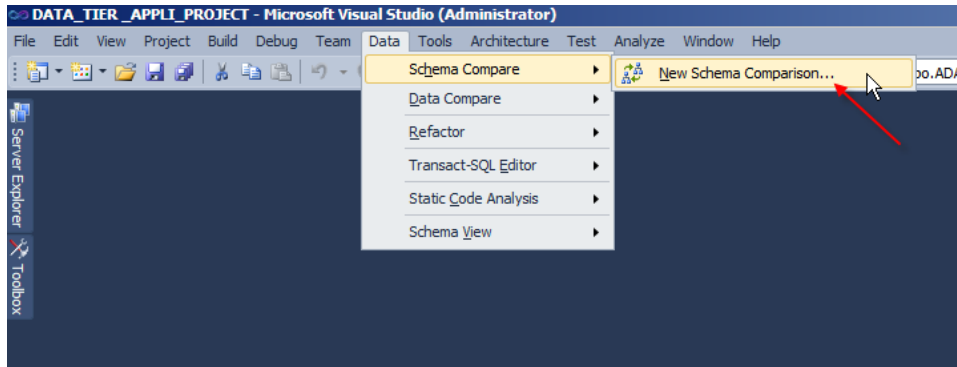 DATA_TIER _APPLI_PROJECT - Microsoft Visual Studio (Administrator)
File Edit View Project Build Debug Team Data Tools Architecture Test Analyze Window Help
Schema Compare
New Schema Comparison...
Data Compare
Refactor
Transact-SQL Editor
Static Code Analysis
Schema View
Server Explorer
Toolbox